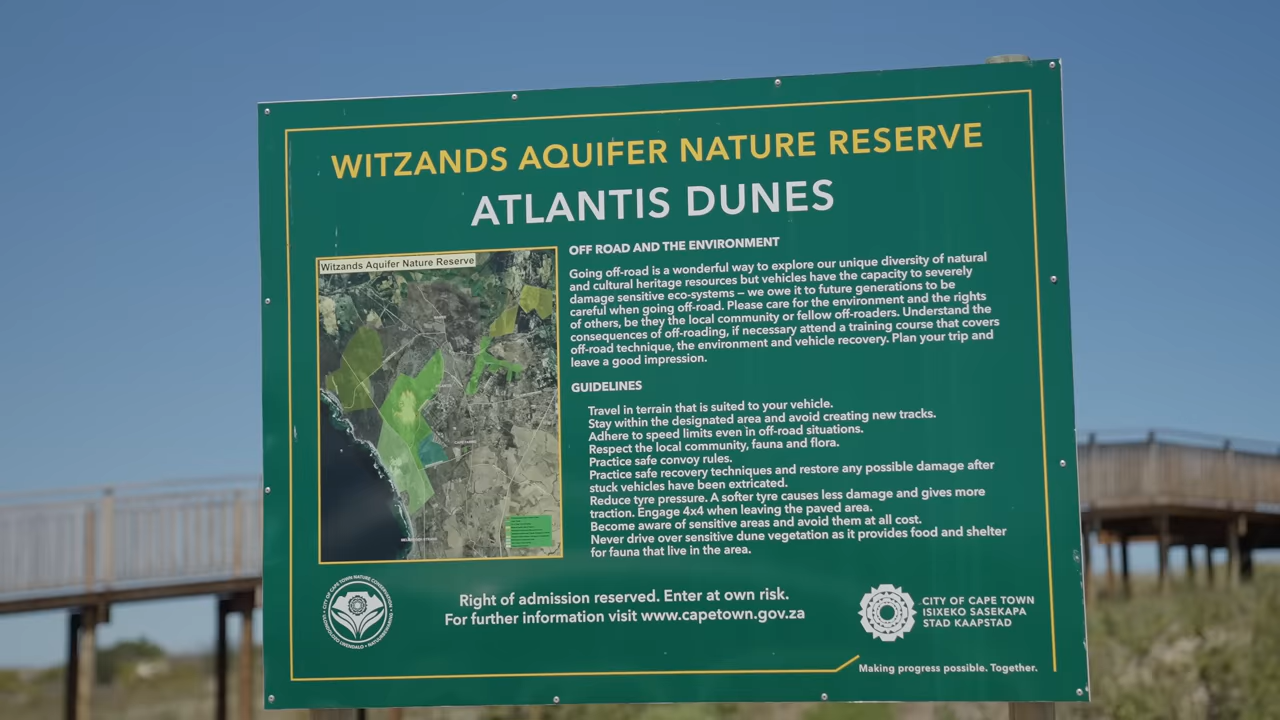 WITZANDS AQUIFER NATURE RESERVE
ATLANTIS DUNES
Witzands Aquifer Nature Reserve
OFF ROAD AND THE ENVIRONMENT
Going off-road is a wonderful way to explore our unique diversity of natural
and cultural heritage resources but vehicles have the capacity to severely
damage sensitive eco-systems – we owe it to future generations to be
careful when going off-road. Please care for the environment and the rights
of others, be they the local community or fellow off-roaders. Understand the
consequences of off-roading, if necessary attend a training course that covers
off-road technique, the environment and vehicle recovery. Plan your trip and
leave a good impression.
GUIDELINES
Travel in terrain that is suited to your vehicle.
Stay within the designated area and avoid creating new tracks.
Adhere to speed limits even in off-road situations.
Respect the local community, fauna and flora.
Practice safe convoy rules.
Practice safe recovery techniques and restore any possible damage after
stuck vehicles have been extricated.
Reduce tyre pressure. A softer tyre causes less damage and gives more
traction. Engage 4x4 when leaving the paved area.
Become aware of sensitive areas and avoid them at all cost.
Never drive over sensitive dune vegetation as it provides food and shelter
for fauna that live in the area.
CITY OF CAPE TOWN NATURE CONSERVATION
Right of admission reserved. Enter at own risk.
For further information visit www.capetown.gov.za
CITY OF CAPE TOWN
ISIXEKO SASEKAPA
STAD KAAPSTAD
Making progress possible. Together.